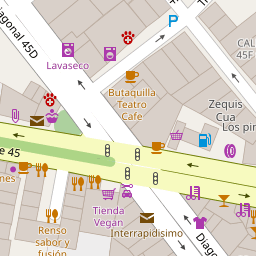 Diagonal 45D
P
Lavaseco
Butaquilla
Teatro
Cafe
CAL
45F
Zequis
Cua
Los pin
e 45
Tienda
Vegan
Interrapidisimo
Renso
sabor y
fusión
nes
Diago